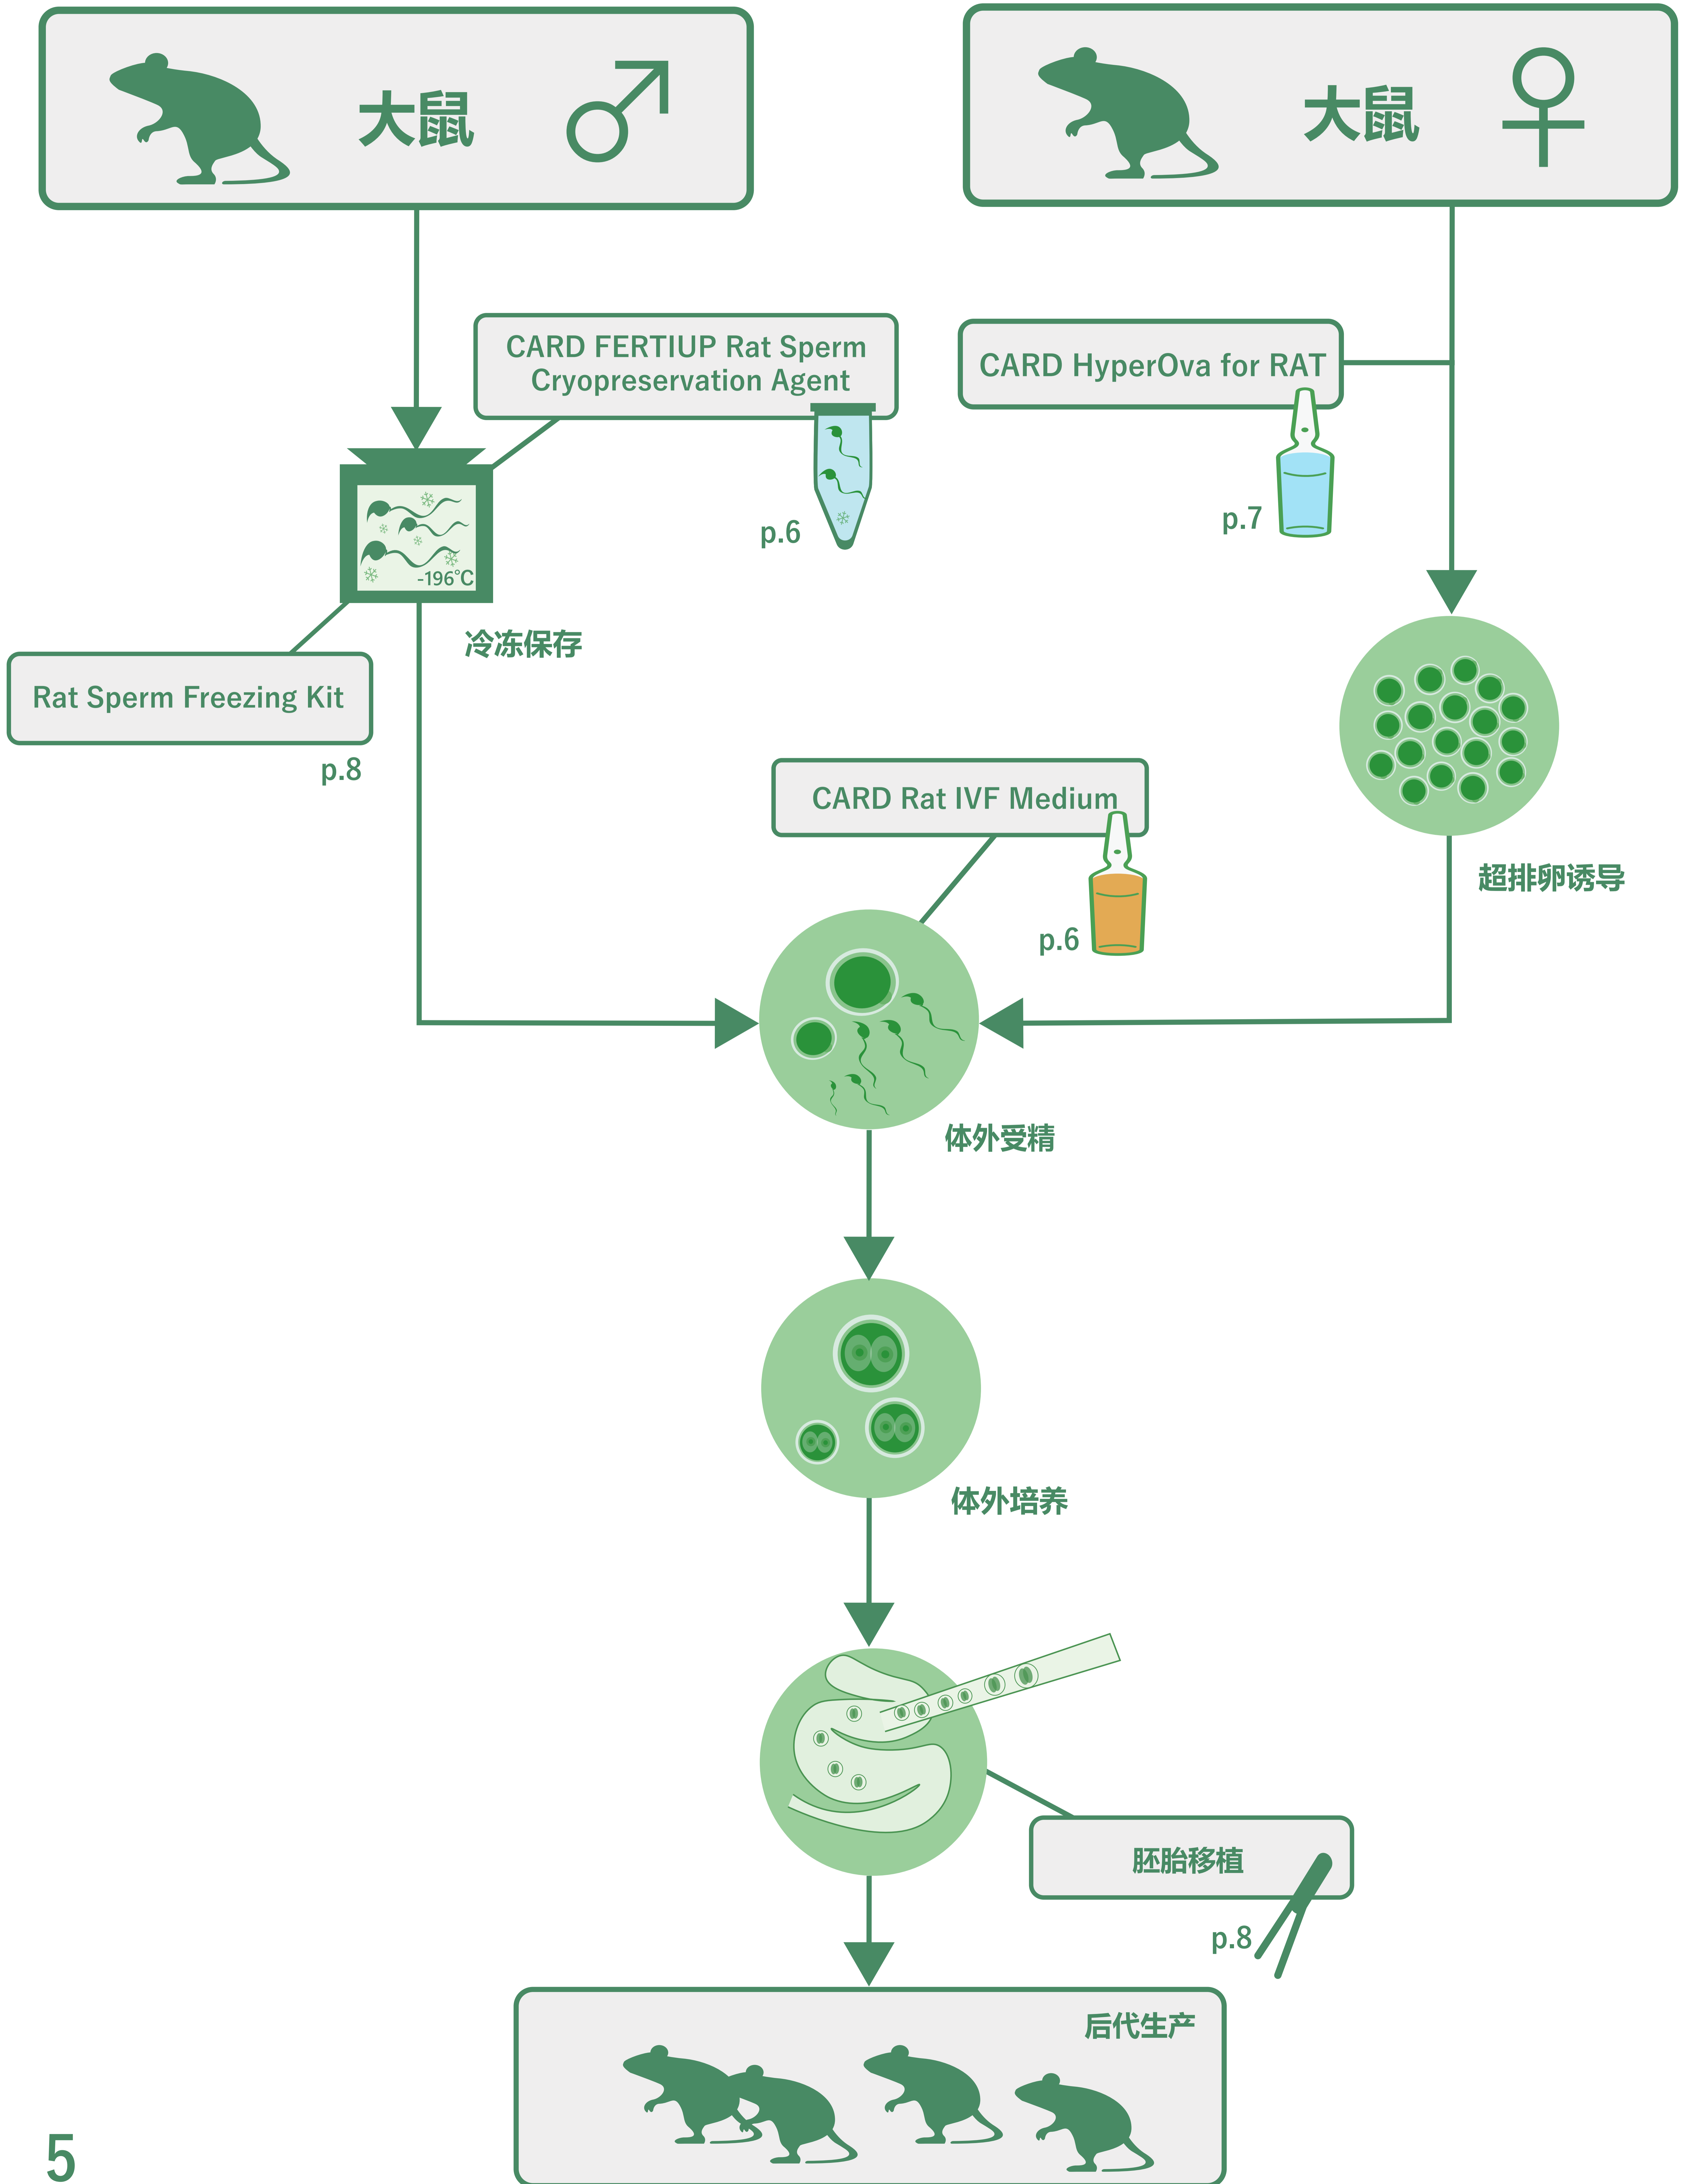 大鼠
大鼠
CARD FERTIUP Rat Sperm
Cryopreservation Agent
p.6
CARD HyperOva for RAT
p.7
-196℃
冷冻保存
Rat Sperm Freezing Kit
p.8
超排卵诱导
CARD Rat IVF Medium
p.6
体外受精
体外培养
胚胎移植
p.8
后代生产
5